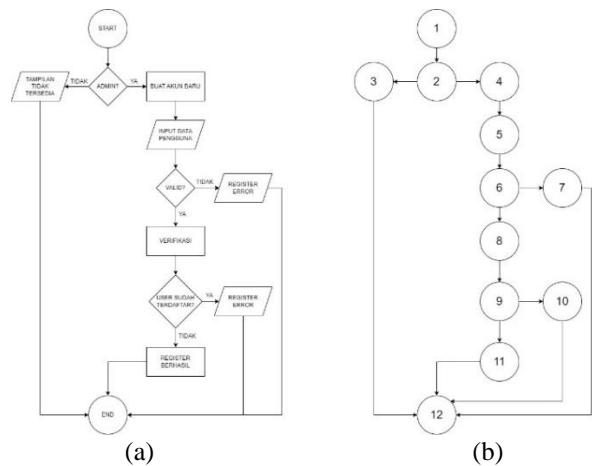 START
TAMPILAN
TIDAK
TERSEDIA
TIDAK
ADMIN?
YA
BUAT AKUN BARU
INPUT DATA
PENGGUNA
VALID?
TIDAK
REGISTER
ERROR
YA
VERIFIKASI
USER SUDAH
TERDAFTAR?
YA
REGISTER
ERROR
TIDAK
REGISTER
BERHASIL
END
(a)
1
3
2
4
5
6
7
8
9
10
11
12
(b)